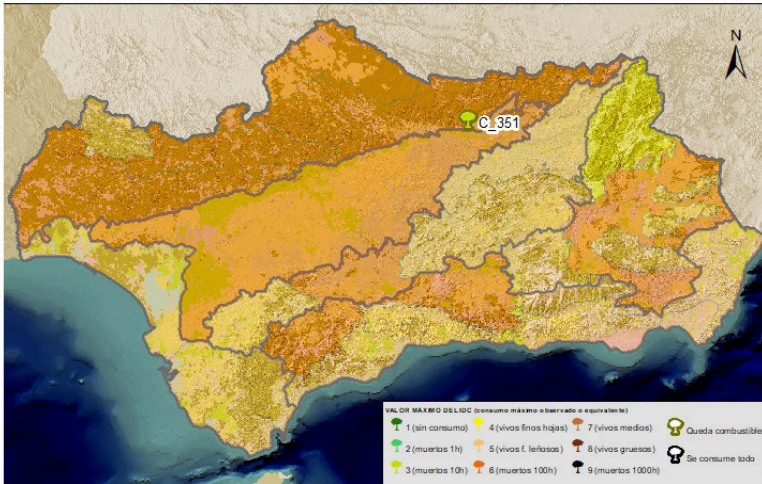 N
C_351
VALOR MÁXIMO DEL IDC (consumo máximo observado o equivalente)
1 (sin consumo) 4 (vivos finos hojas) 7 (vivos medios) Queda combustible
2 (muertos 1h) 5 (vivos f. leñosos) 8 (vivos gruesos) Se consume todo
3 (muertos 10h) 6 (muertos 100h) 9 (muertos 1000h)